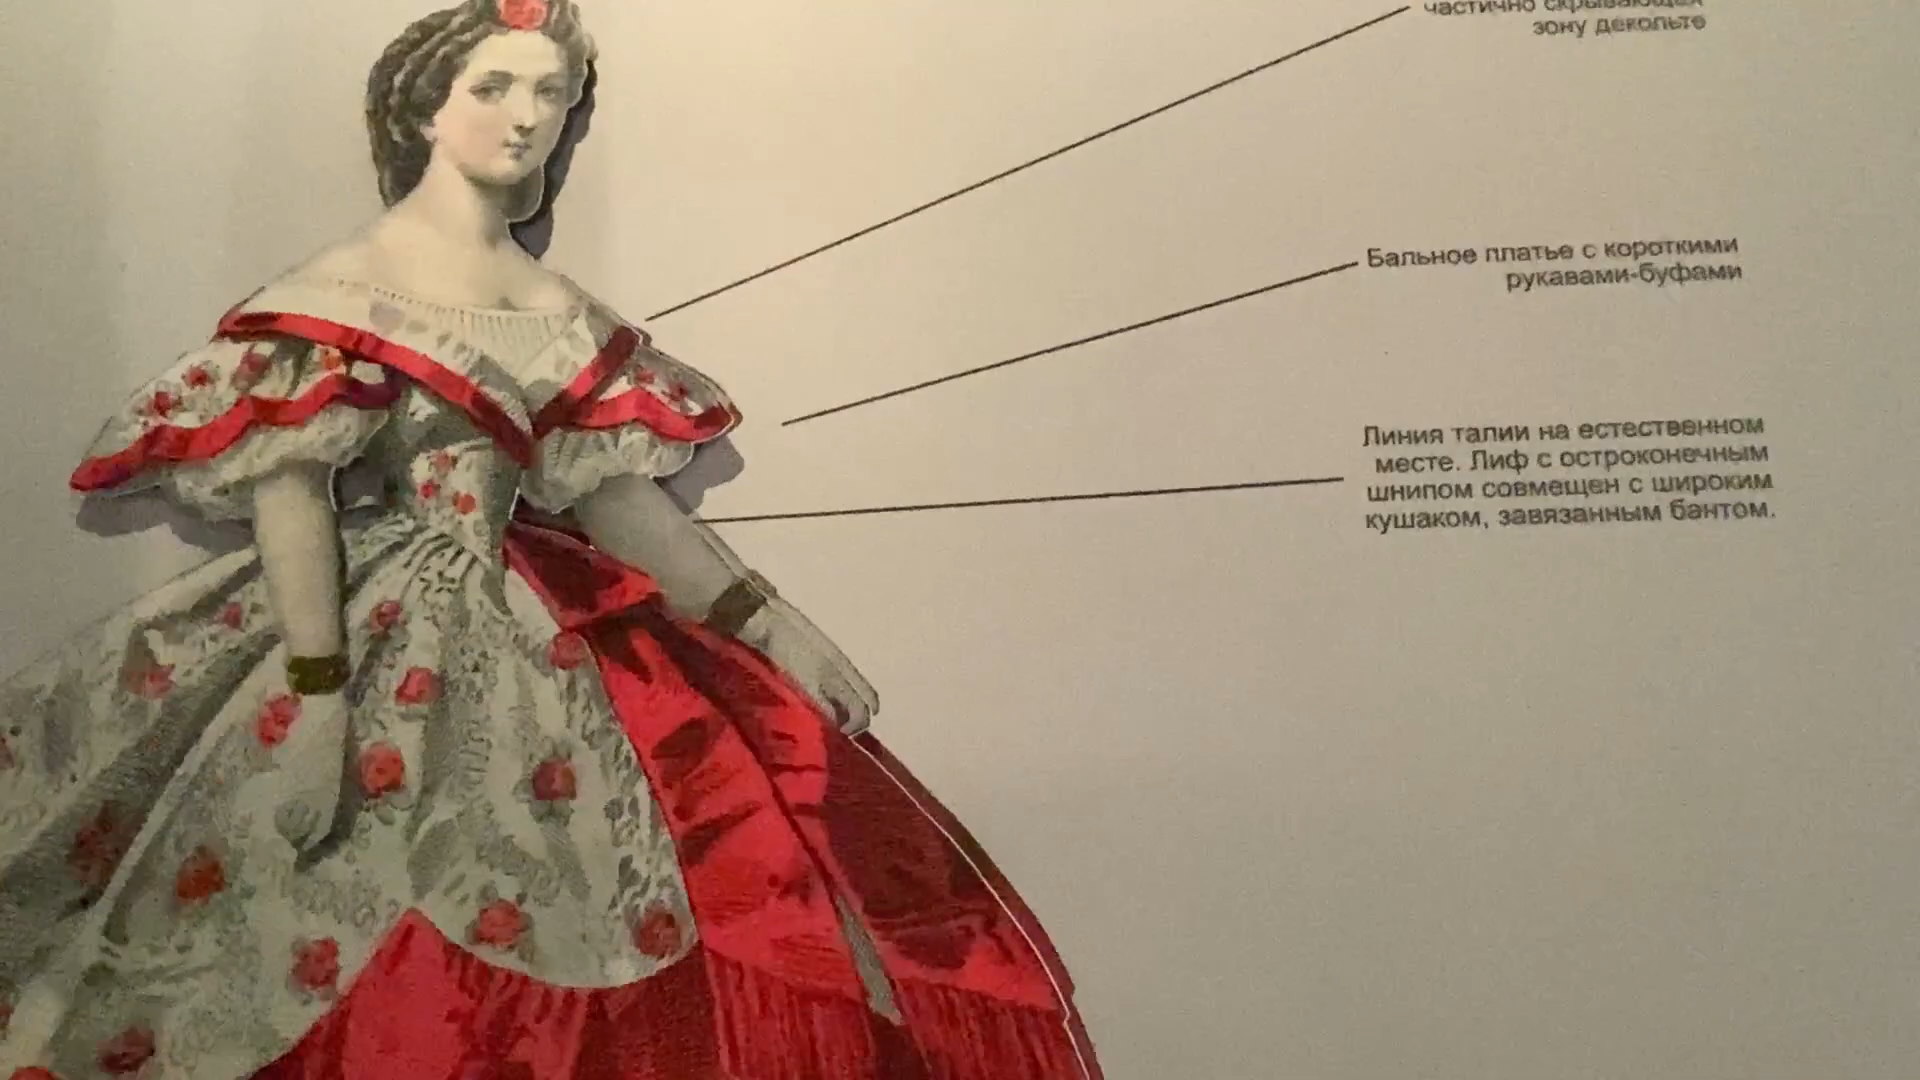 частично скрывающая
зону декольте
Бальное платье с короткими
рукавами-буфами
Линия талии на естественном
месте. Лиф с остроконечным
шнипом совмещен с широким
кушаком, завязанным бантом.